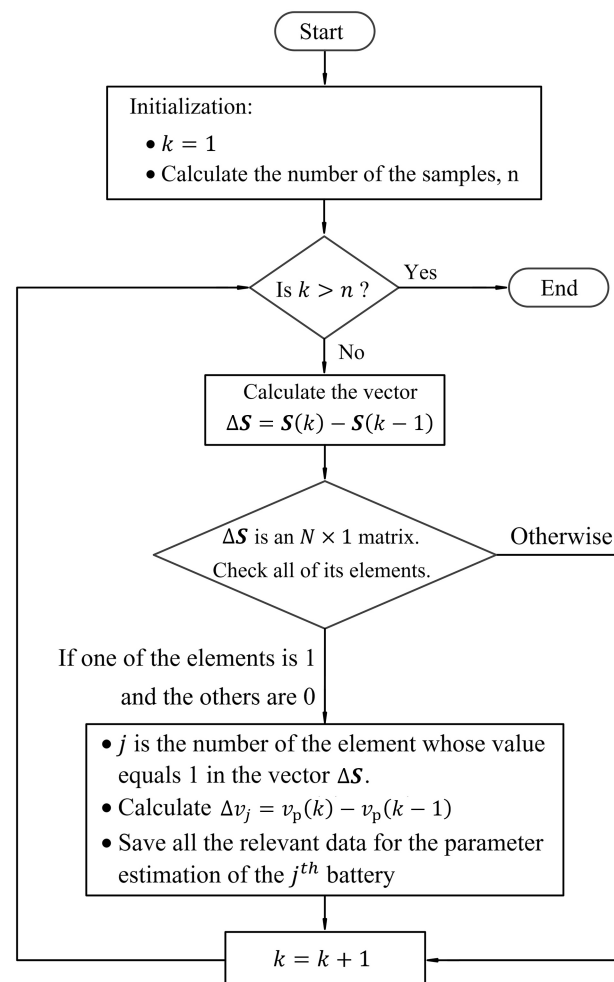 Start
Initialization:
• k = 1
• Calculate the number of the samples, n
Is k > n ?
Yes
End
No
Calculate the vector
ΔS = S(k) − S(k − 1)
ΔS is an N × 1 matrix.
Check all of its elements.
Otherwise
If one of the elements is 1
and the others are 0
• j is the number of the element whose value
equals 1 in the vector ΔS.
• Calculate Δv_j = v_p(k) − v_p(k − 1)
• Save all the relevant data for the parameter
estimation of the j^th battery
k = k + 1